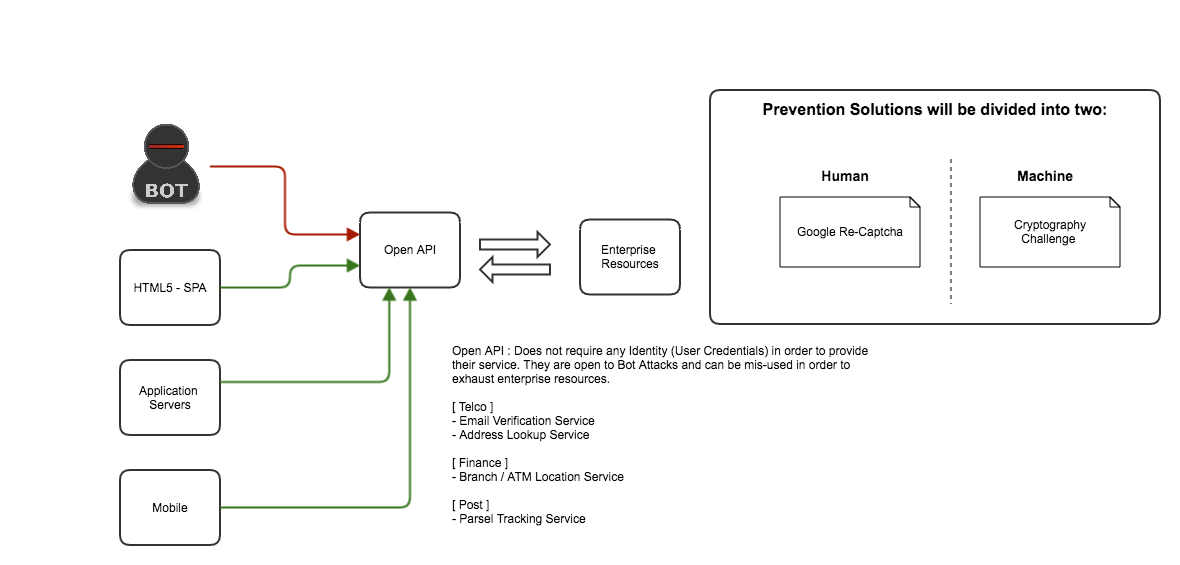 Prevention Solutions will be divided into two:
Human
Machine
Google Re-Captcha
Cryptography
Challenge
BOT
Open API
Enterprise
Resources
HTML5 - SPA
Application
Servers
Mobile
Open API : Does not require any Identity (User Credentials) in order to provide
their service. They are open to Bot Attacks and can be mis-used in order to
exhaust enterprise resources.
[ Telco ]
- Email Verification Service
- Address Lookup Service
[ Finance ]
- Branch / ATM Location Service
[ Post ]
- Parsel Tracking Service